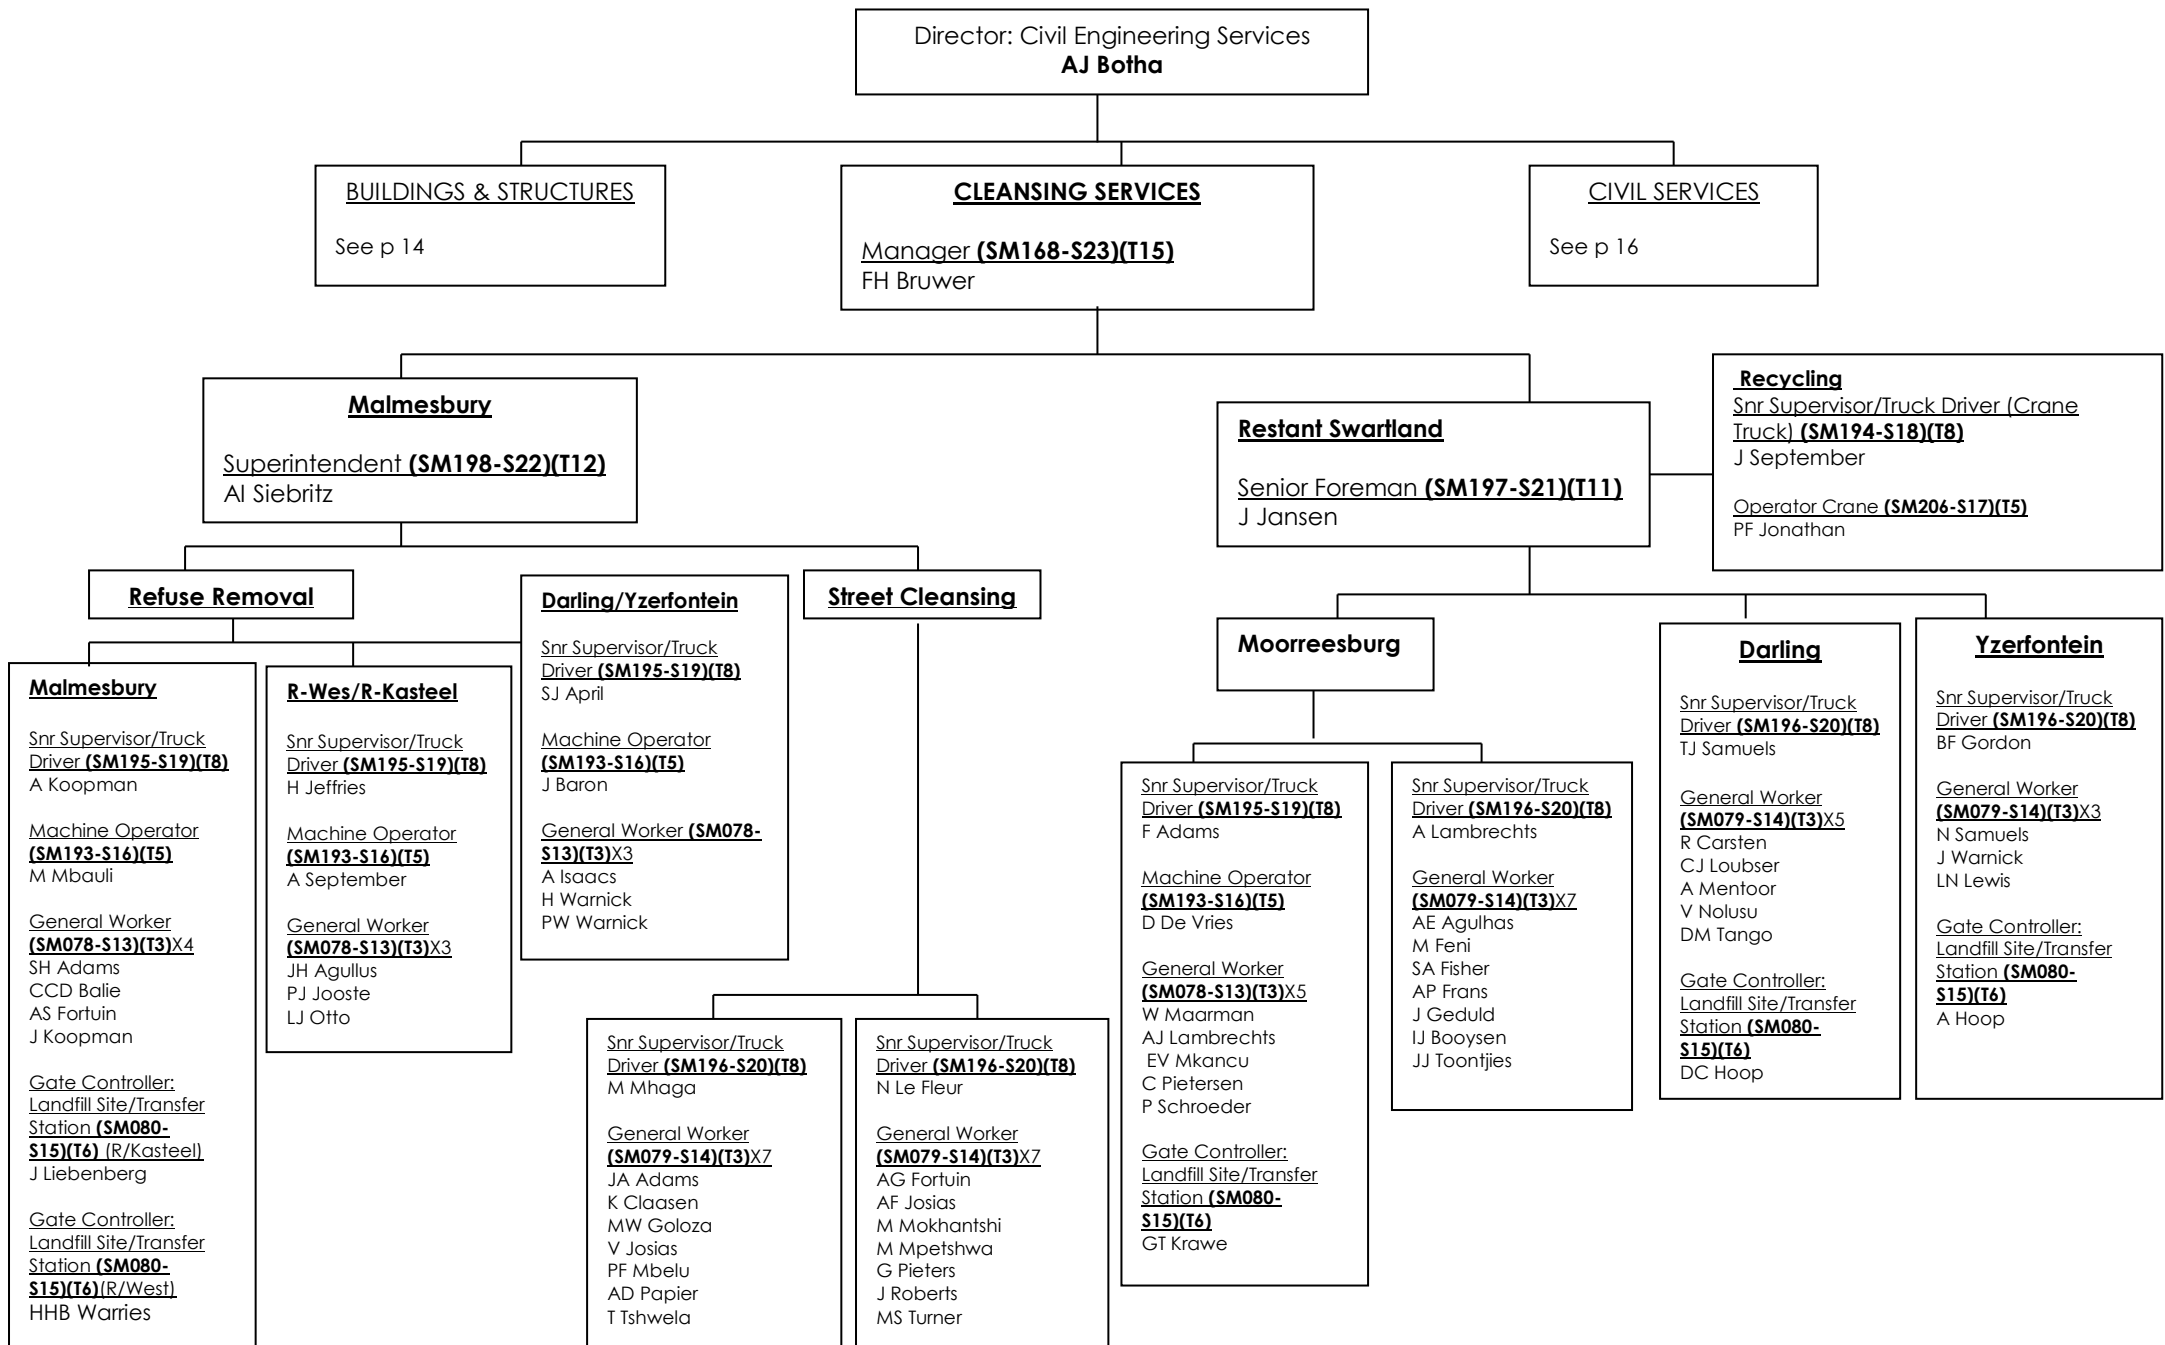 Director: Civil Engineering Services
AJ Botha
BUILDINGS & STRUCTURES
See p 14
CLEANSING SERVICES
Manager (SM168-S23)(T15)
FH Bruwer
CIVIL SERVICES
See p 16
Malmesbury
Superintendent (SM198-S22)(T12)
AI Siebritz
Restant Swartland
Senior Foreman (SM197-S21)(T11)
J Jansen
Recycling
Snr Supervisor/Truck Driver (Crane
Truck) (SM194-S18)(T8)
J September
Operator Crane (SM206-S17)(T5)
PF Jonathan
Refuse Removal
Malmesbury
Snr Supervisor/Truck
Driver (SM195-S19)(T8)
A Koopman
Machine Operator
(SM193-S16)(T5)
M Mbauli
General Worker
(SM078-S13)(T3)X4
SH Adams
CCD Balie
AS Fortuin
J Koopman
Gate Controller:
Landfill Site/Transfer
Station (SM080-
S15)(T6) (R/Kasteel)
J Liebenberg
Gate Controller:
Landfill Site/Transfer
Station (SM080-
S15)(T6)(R/West)
HHB Warries
R-Wes/R-Kasteel
Snr Supervisor/Truck
Driver (SM195-S19)(T8)
H Jeffries
Machine Operator
(SM193-S16)(T5)
A September
General Worker
(SM078-S13)(T3)X3
JH Agullus
PJ Jooste
LJ Otto
Darling/Yzerfontein
Snr Supervisor/Truck
Driver (SM195-S19)(T8)
SJ April
Machine Operator
(SM193-S16)(T5)
J Baron
General Worker (SM078-
S13)(T3)X3
A Isaacs
H Warnick
PW Warnick
Street Cleansing
Snr Supervisor/Truck
Driver (SM196-S20)(T8)
M Mhaga
General Worker
(SM079-S14)(T3)X7
JA Adams
K Claasen
MW Goloza
V Josias
PF Mbelu
AD Papier
T Tshwela
Snr Supervisor/Truck
Driver (SM196-S20)(T8)
N Le Fleur
General Worker
(SM079-S14)(T3)X7
AG Fortuin
AF Josias
M Mokhantshi
M Mpetshwa
G Pieters
J Roberts
MS Turner
Moorreesburg
Snr Supervisor/Truck
Driver (SM195-S19)(T8)
F Adams
Machine Operator
(SM193-S16)(T5)
D De Vries
General Worker
(SM078-S13)(T3)X5
W Maarman
AJ Lambrechts
EV Mkancu
C Pietersen
P Schroeder
Gate Controller:
Landfill Site/Transfer
Station (SM080-
S15)(T6)
GT Krawe
Snr Supervisor/Truck
Driver (SM196-S20)(T8)
A Lambrechts
General Worker
(SM079-S14)(T3)X7
AE Agulhas
M Feni
SA Fisher
AP Frans
J Geduld
IJ Booysen
JJ Toontjies
Darling
Snr Supervisor/Truck
Driver (SM196-S20)(T8)
TJ Samuels
General Worker
(SM079-S14)(T3)X5
R Carsten
CJ Loubser
A Mentoor
V Nolusu
DM Tango
Gate Controller:
Landfill Site/Transfer
Station (SM080-
S15)(T6)
DC Hoop
Yzerfontein
Snr Supervisor/Truck
Driver (SM196-S20)(T8)
BF Gordon
General Worker
(SM079-S14)(T3)X3
N Samuels
J Warnick
LN Lewis
Gate Controller:
Landfill Site/Transfer
Station (SM080-
S15)(T6)
A Hoop